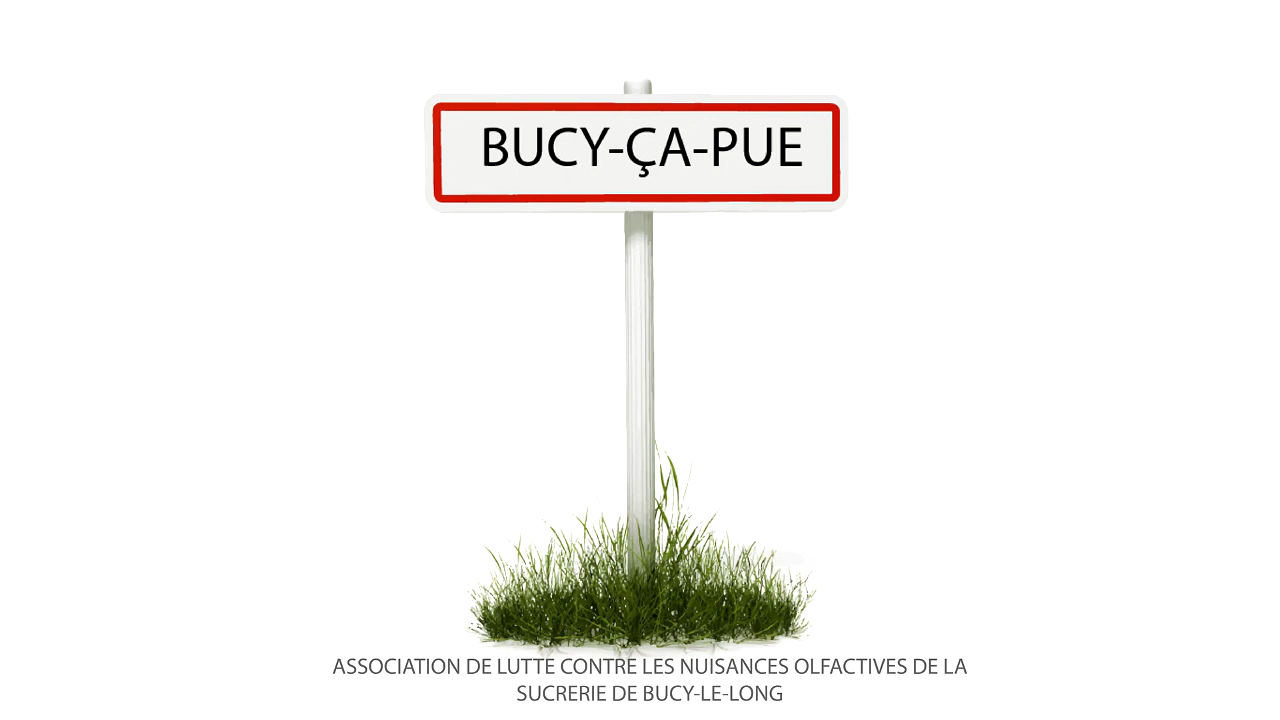 BUCY-ÇA-PUE
ASSOCIATION DE LUTTE CONTRE LES NUISANCES OLFACTIVES DE LA
SUCRERIE DE BUCY-LE-LONG